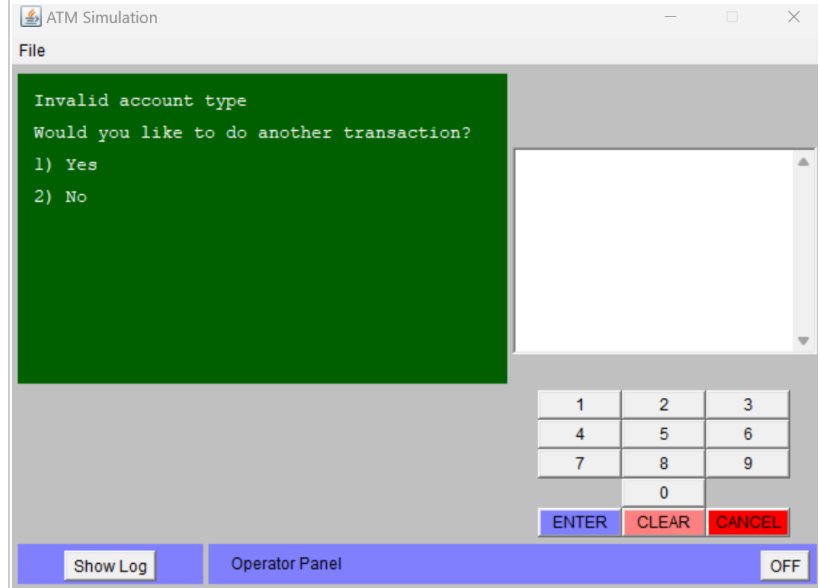 ATM Simulation
File
Invalid account type
Would you like to do another transaction?
1) Yes
2) No
1 2 3
4 5 6
7 8 9
0
ENTER CLEAR CANCEL
Show Log Operator Panel OFF